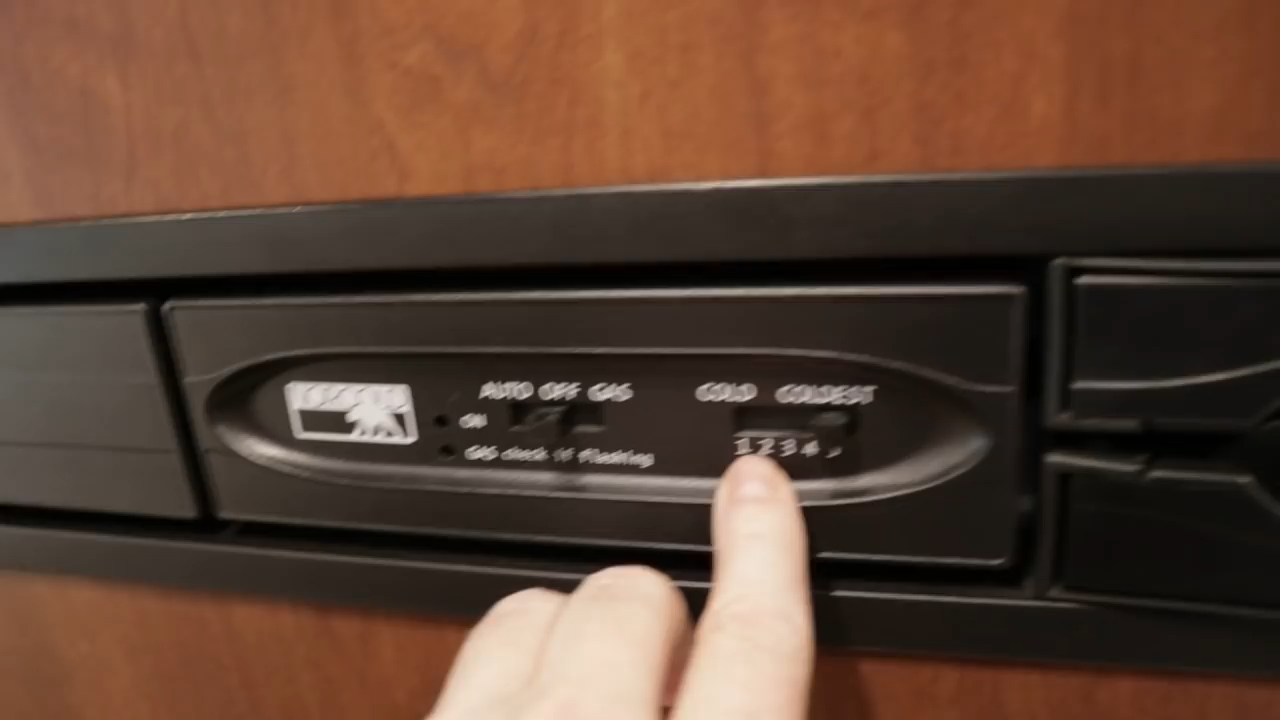 AUTO OFF GAS
ON
GAS check if flashing
COLD COLDEST
1 2 3 4